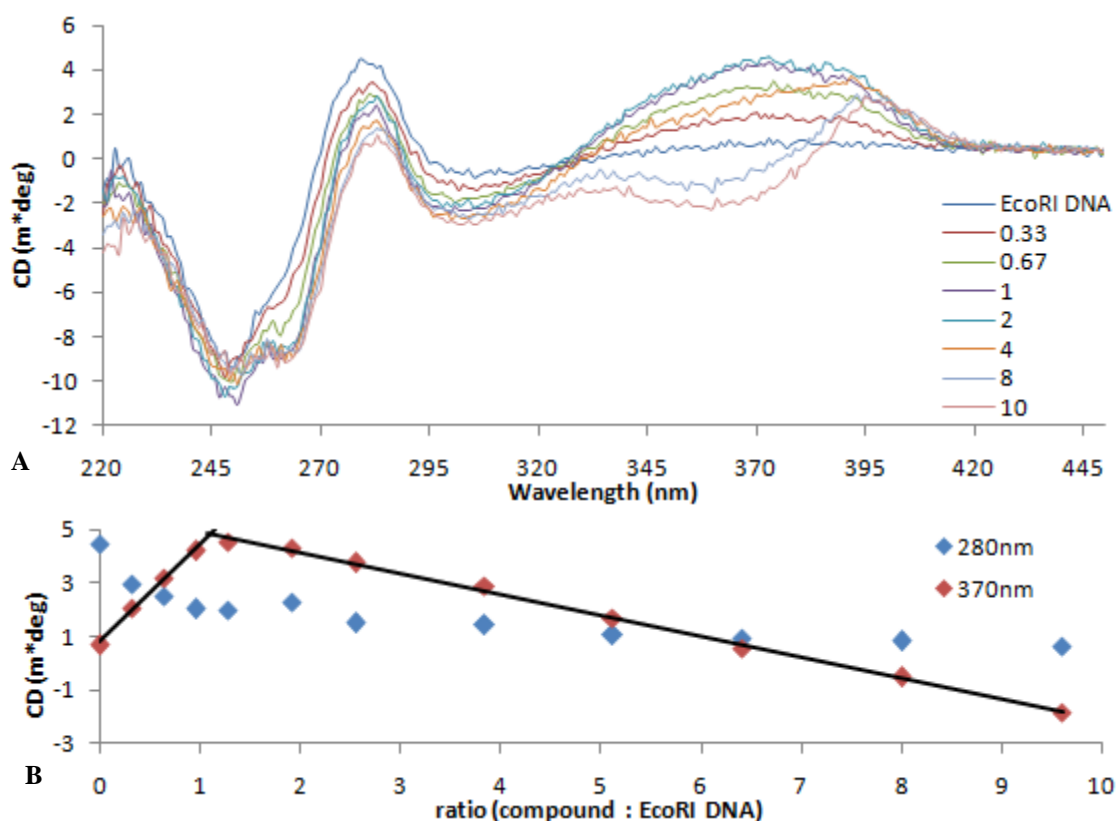 6
4
2
0
-2
-4
-6
-8
-10
-12
CD (m*deg)
EcoRI DNA
0.33
0.67
1
2
4
8
10
A
220 245 270 295 320 345 370 395 420 445
Wavelength (nm)
5
3
1
-1
-3
CD (m*deg)
280nm
370nm
B
0 1 2 3 4 5 6 7 8 9 10
ratio (compound : EcoRI DNA)